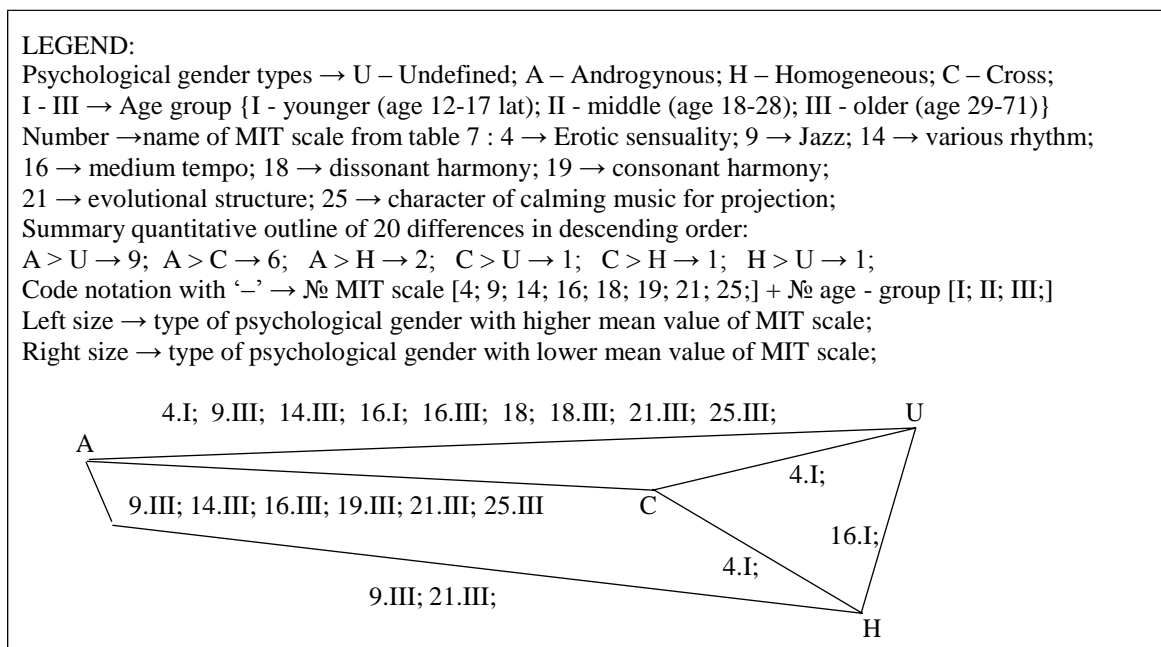 LEGEND:
Psychological gender types → U – Undefined; A – Androgynous; H – Homogeneous; C – Cross;
I - III → Age group {I - younger (age 12-17 lat); II - middle (age 18-28); III - older (age 29-71)}
Number →name of MIT scale from table 7 : 4 → Erotic sensuality; 9 → Jazz; 14 → various rhythm;
16 → medium tempo; 18 → dissonant harmony; 19 → consonant harmony;
21 → evolutional structure; 25 → character of calming music for projection;
Summary quantitative outline of 20 differences in descending order:
A > U → 9; A > C → 6; A > H → 2; C > U → 1; C > H → 1; H > U → 1;
Code notation with ‘–’ → № MIT scale [4; 9; 14; 16; 18; 19; 21; 25;] + № age - group [I; II; III;]
Left size → type of psychological gender with higher mean value of MIT scale;
Right size → type of psychological gender with lower mean value of MIT scale;
4.I; 9.III; 14.III; 16.I; 16.III; 18; 18.III; 21.III; 25.III;
U
A
4.I;
9.III; 14.III; 16.III; 19.III; 21.III; 25.III
C
16.I;
4.I;
9.III; 21.III;
H